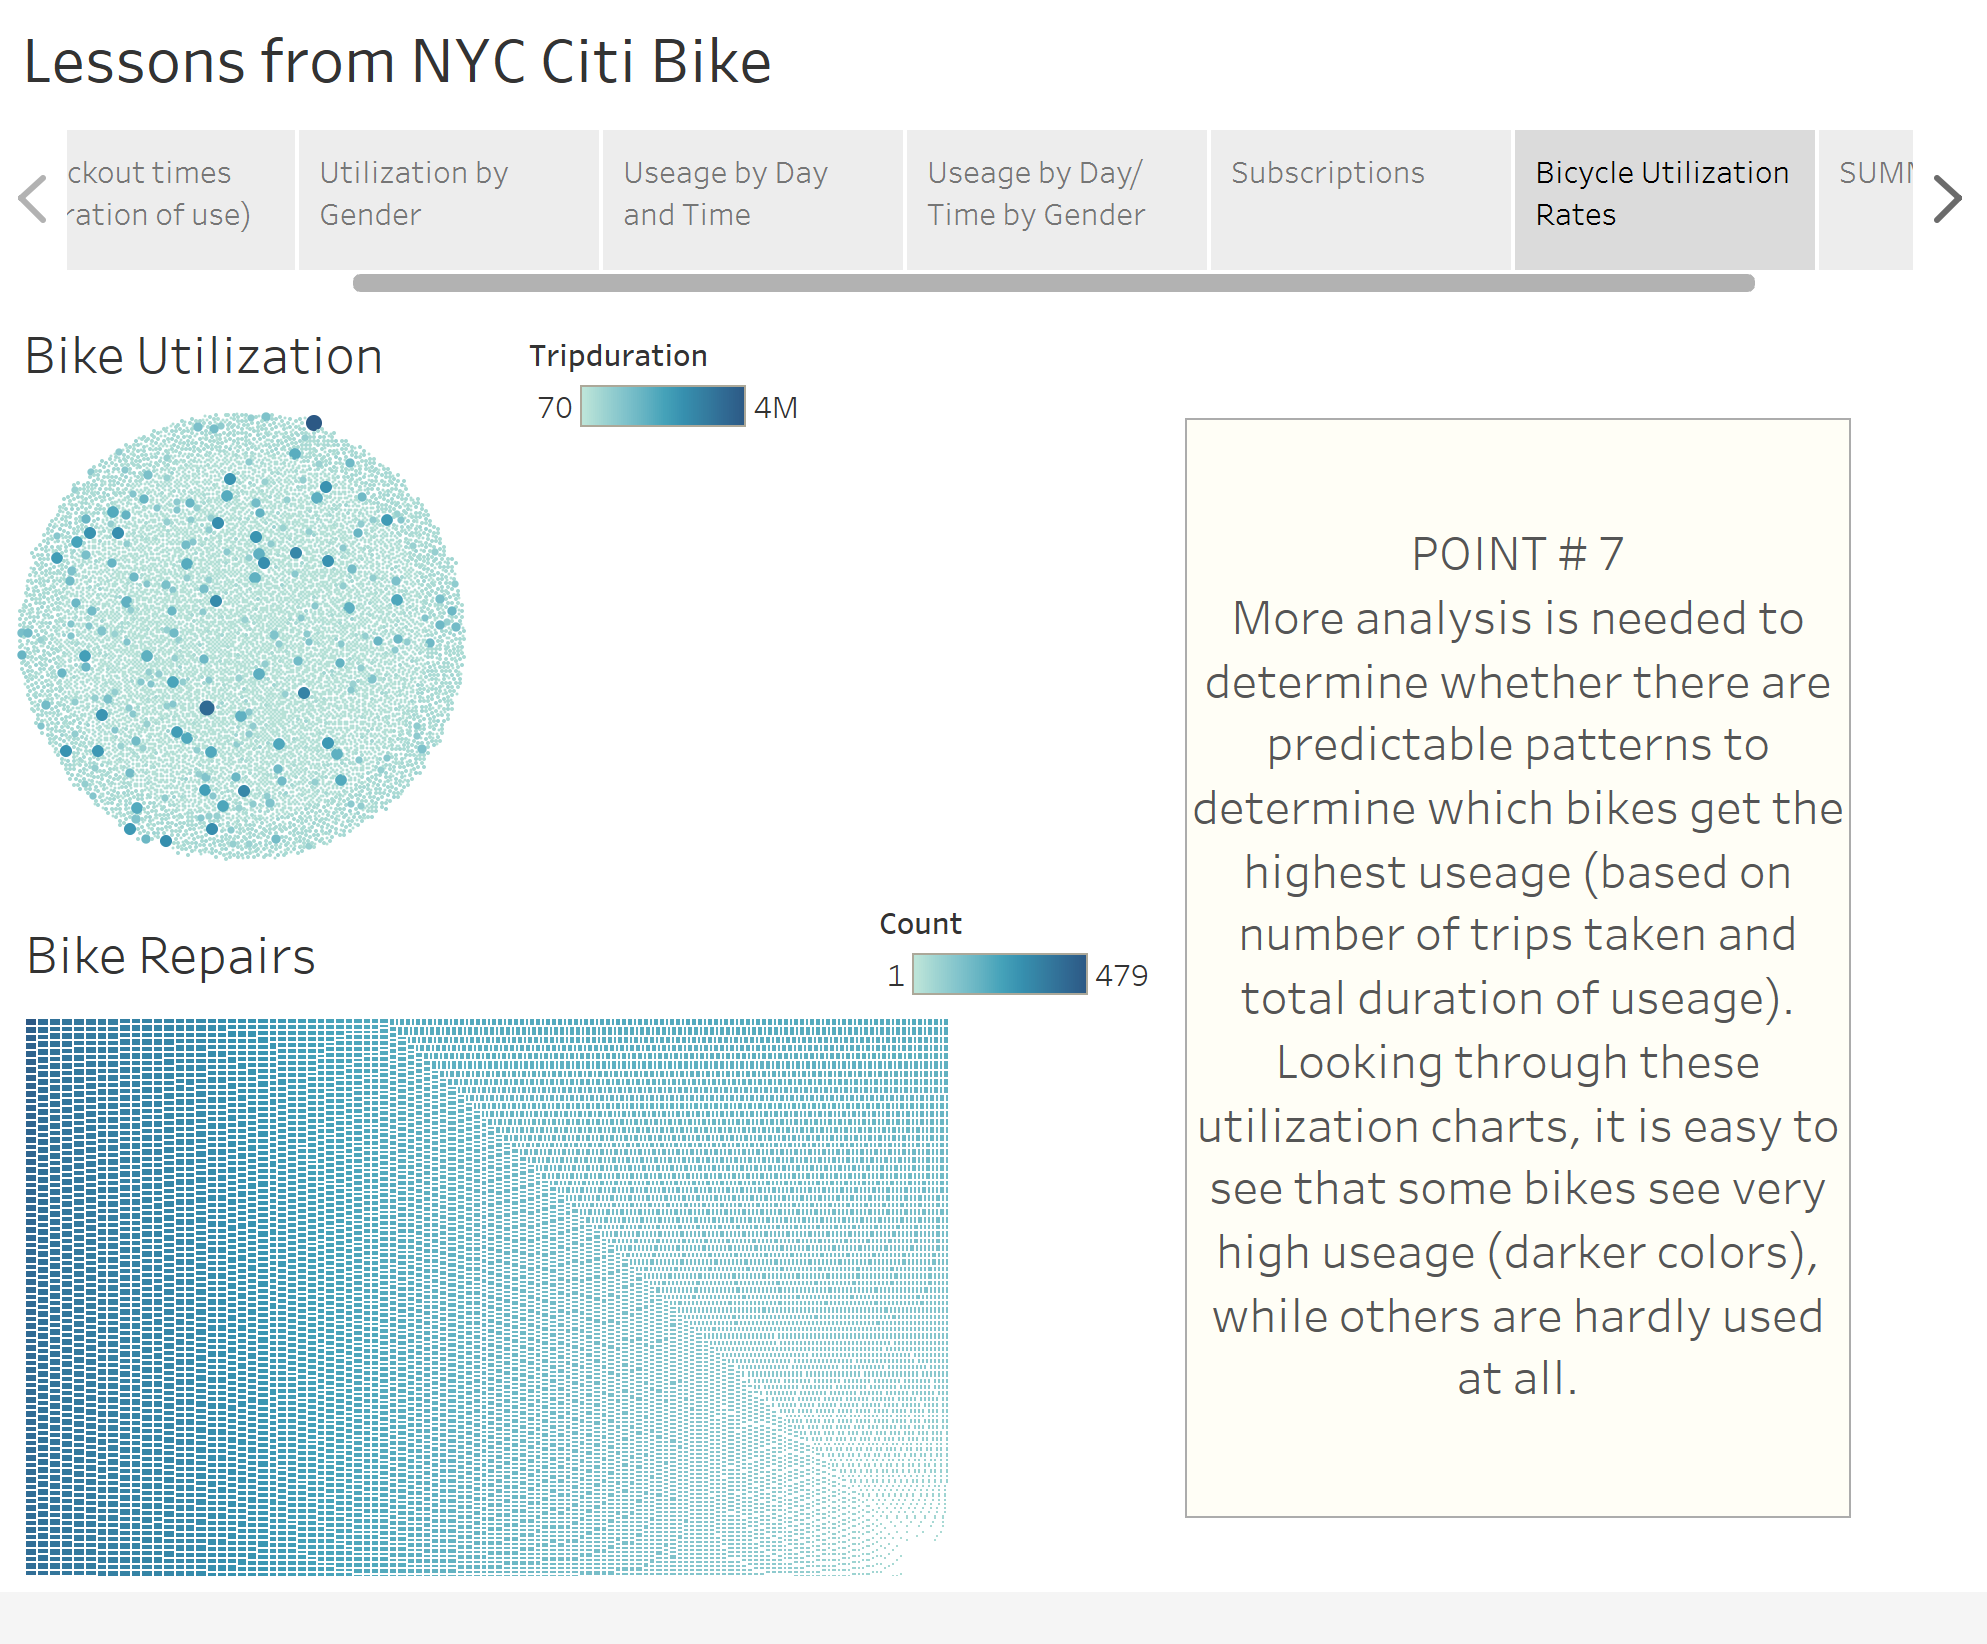 Lessons from NYC Citi Bike
ckout times
ration of use)
Utilization by
Gender
Useage by Day
and Time
Useage by Day/
Time by Gender
Subscriptions
Bicycle Utilization
Rates
SUM
Bike Utilization
Tripduration
70 4M
POINT # 7
More analysis is needed to
determine whether there are
predictable patterns to
determine which bikes get the
highest useage (based on
number of trips taken and
total duration of useage).
Looking through these
utilization charts, it is easy to
see that some bikes see very
high useage (darker colors),
while others are hardly used
at all.
Bike Repairs
Count
1 479